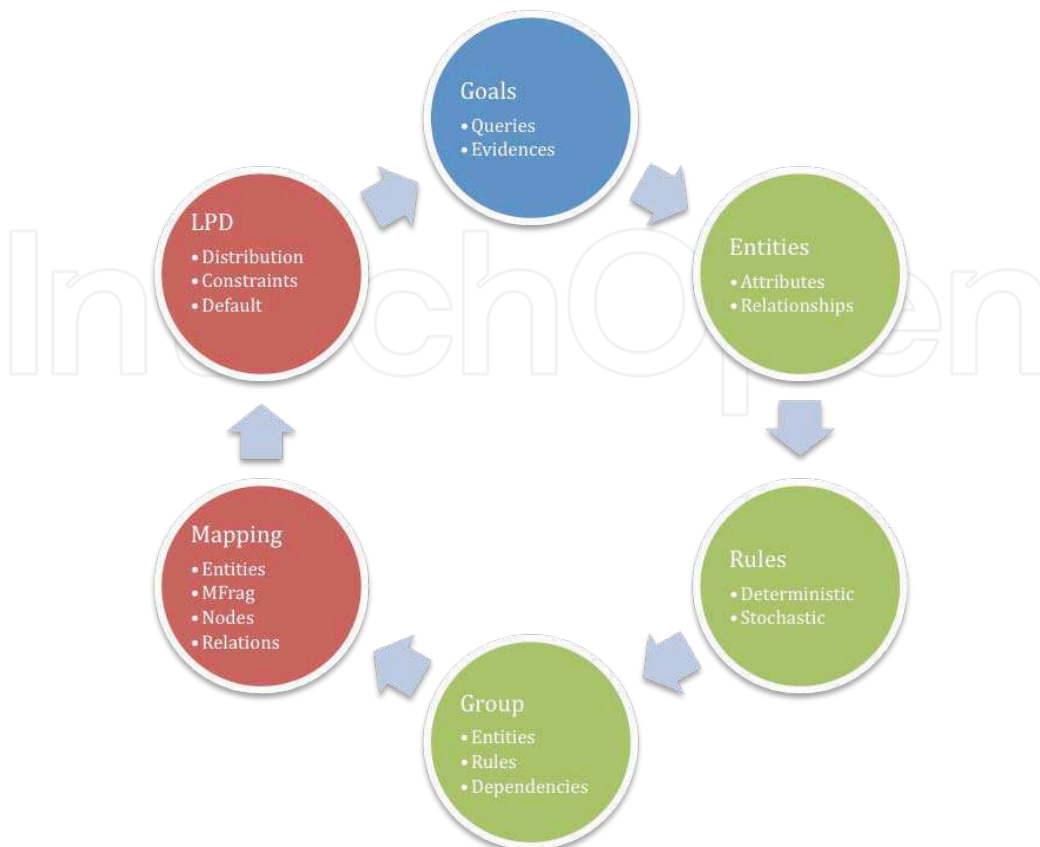 Goals
• Queries
• Evidences
LPD
• Distribution
• Constraints
• Default
Entities
• Attributes
• Relationships
IntechOpen
Mapping
• Entities
• MFrag
• Nodes
• Relations
Rules
• Deterministic
• Stochastic
Group
• Entities
• Rules
• Dependencies